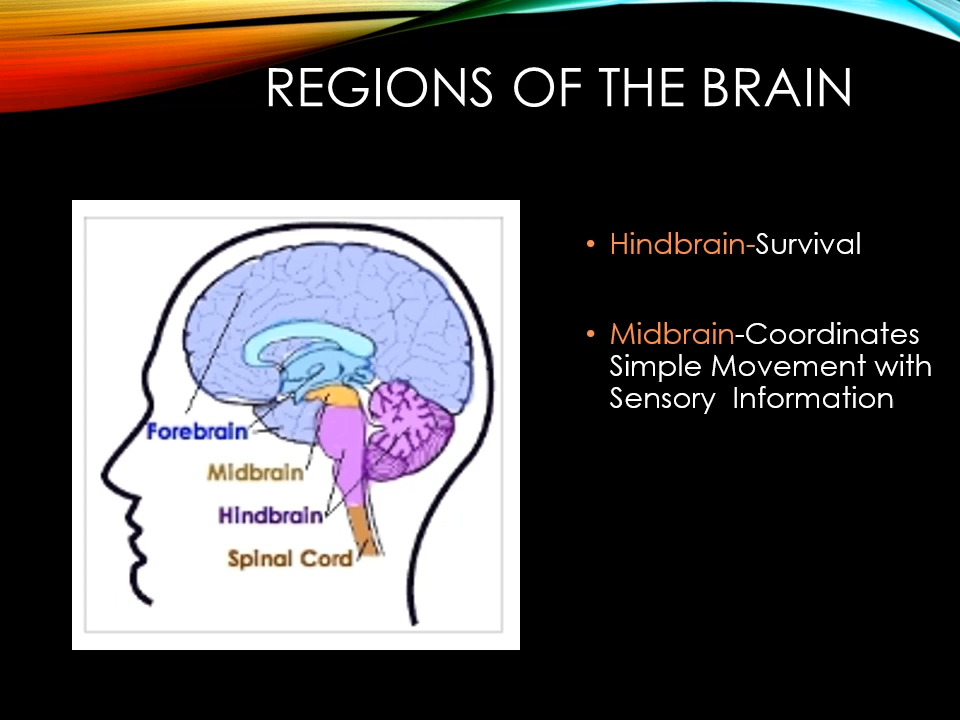 REGIONS OF THE BRAIN
Forebrain
Midbrain
Hindbrain
Spinal Cord
• Hindbrain-Survival
• Midbrain-Coordinates
Simple Movement with
Sensory  Information